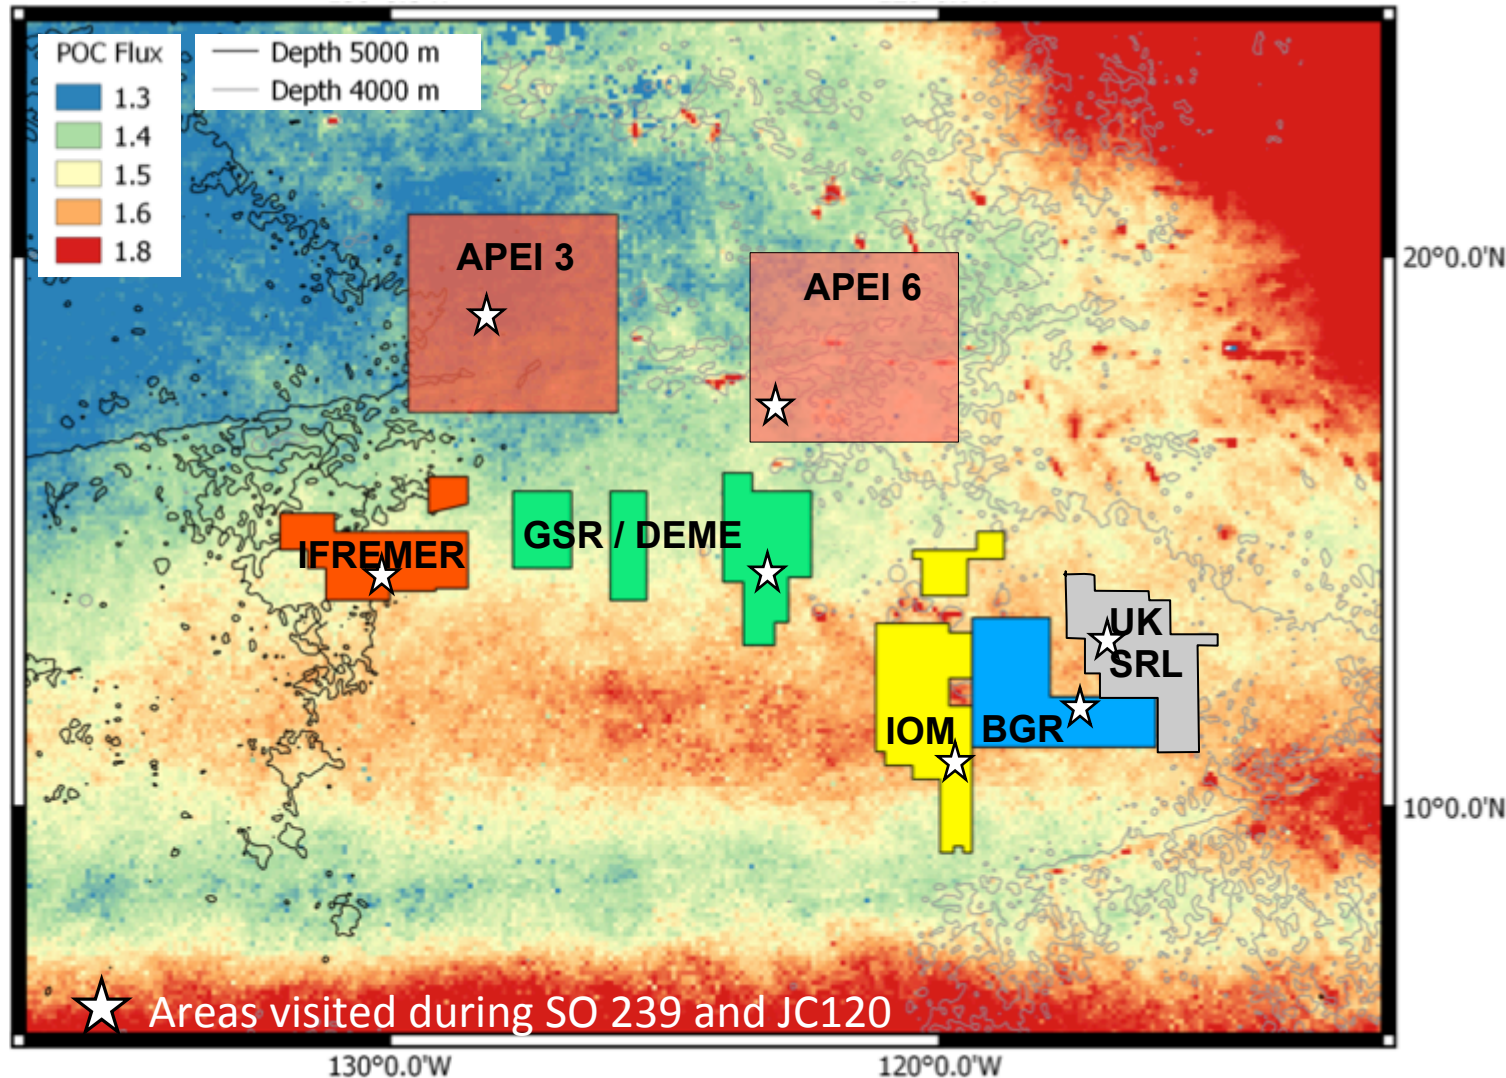 POC Flux
1.3
1.4
1.5
1.6
1.8
Depth 5000 m
Depth 4000 m
APEI 3
APEI 6
20°0.0'N
GSR / DEME
IFREMER
UK
SRL
IOM
BGR
10°0.0'N
Areas visited during SO 239 and JC120
130°0.0'W
120°0.0'W